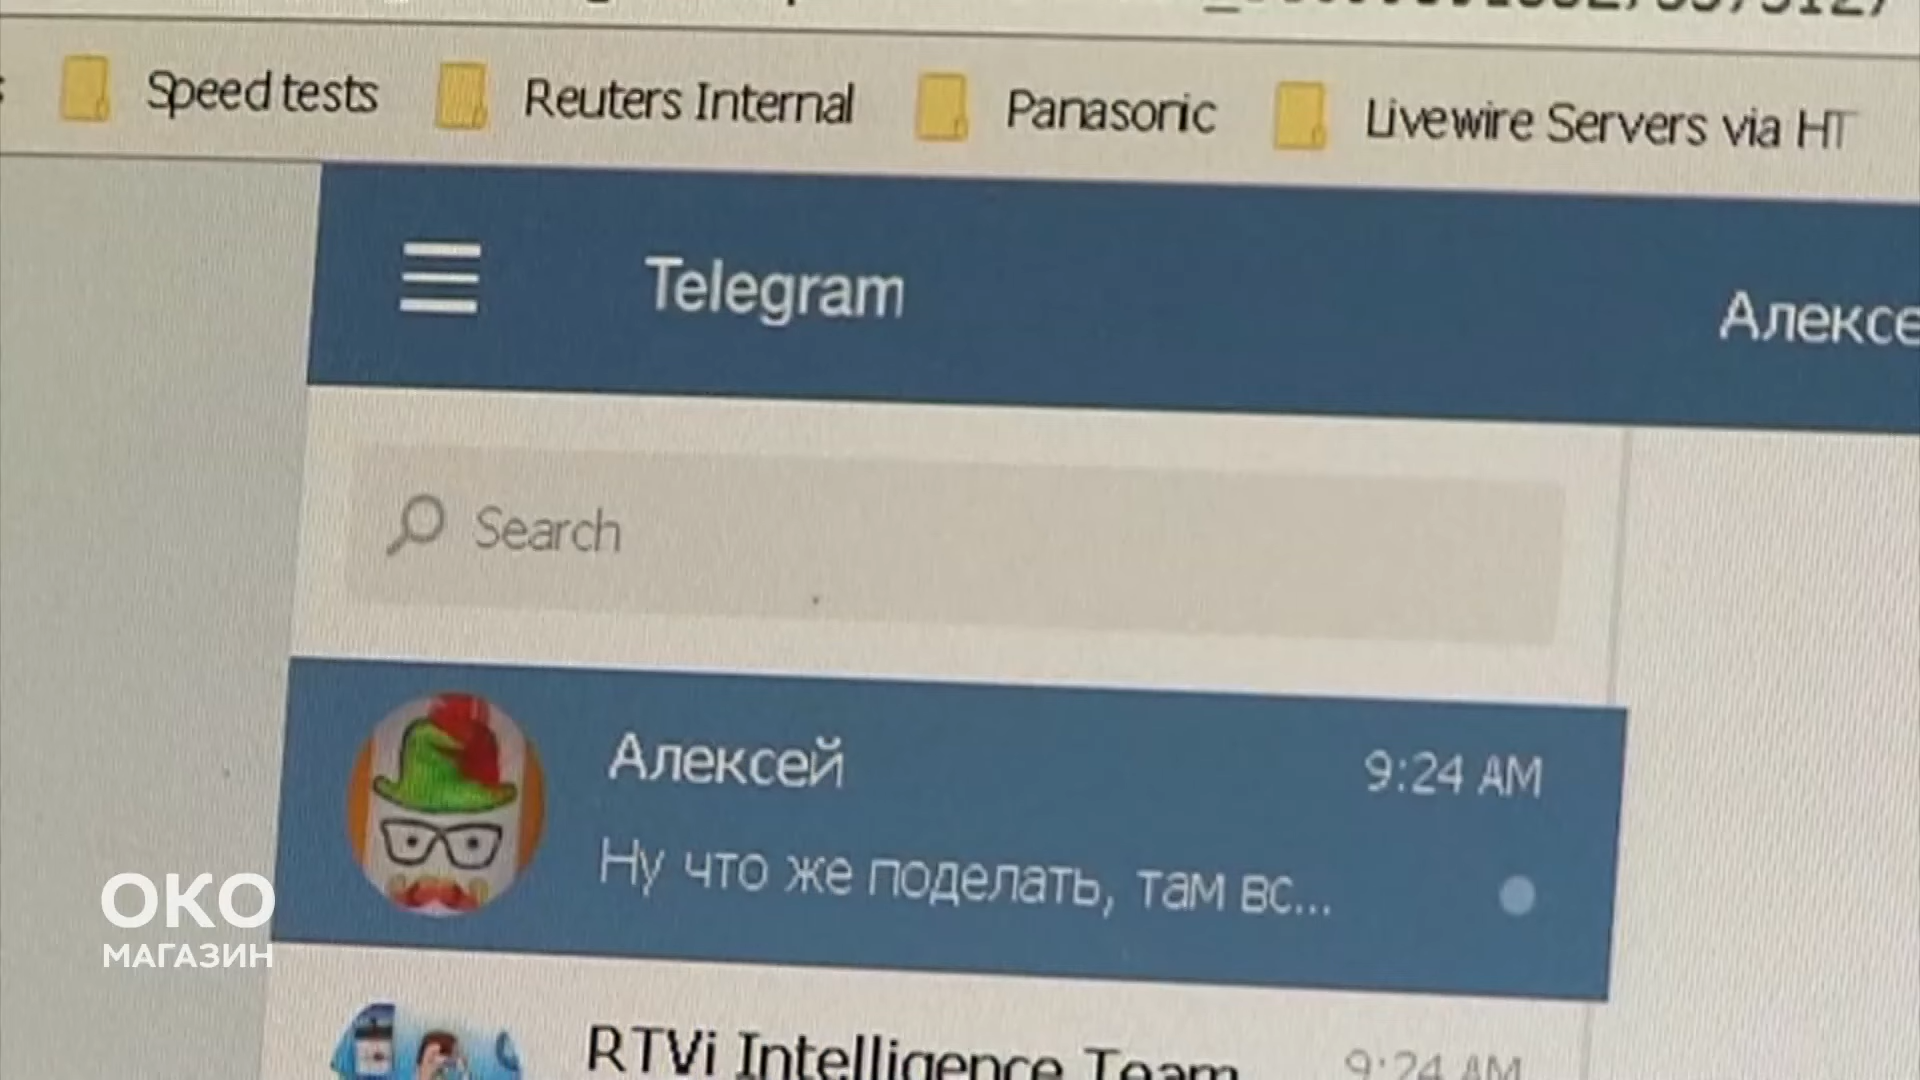 Speed tests
Reuters Internal
Panasonic
Livewire Servers via HT
Telegram
Алексе
Search
Алексей
9:24 AM
Ну что же поделать, там вс...
ОКО
МАГАЗИН
RTVi Intelligence Team
9:24 AM